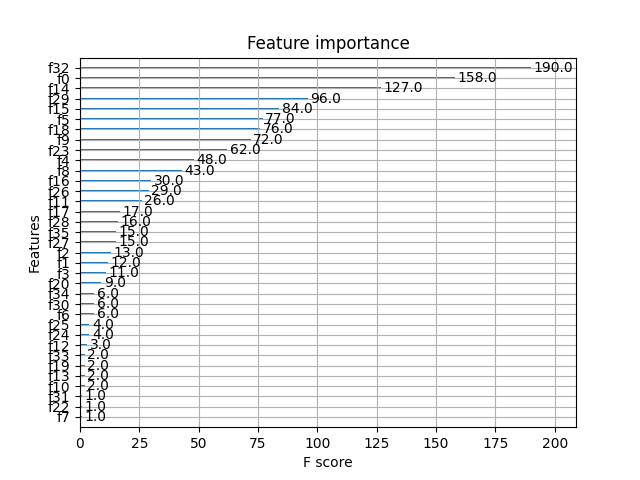 Feature importance
f32 190.0
f0 158.0
f14 127.0
f29 96.0
f15 84.0
f5 77.0
f18 76.0
f9 72.0
f23 62.0
f4 48.0
f8 43.0
f16 30.0
f26 29.0
f11 26.0
f17 17.0
f28 16.0
f35 15.0
f27 15.0
f2 13.0
f1 12.0
f3 11.0
f20 9.0
f34 6.0
f30 6.0
f6 6.0
f25 4.0
f24 4.0
f12 3.0
f33 2.0
f19 2.0
f13 2.0
f10 2.0
f31 1.0
f22 1.0
f7 1.0
Features
0 25 50 75 100 125 150 175 200
F score